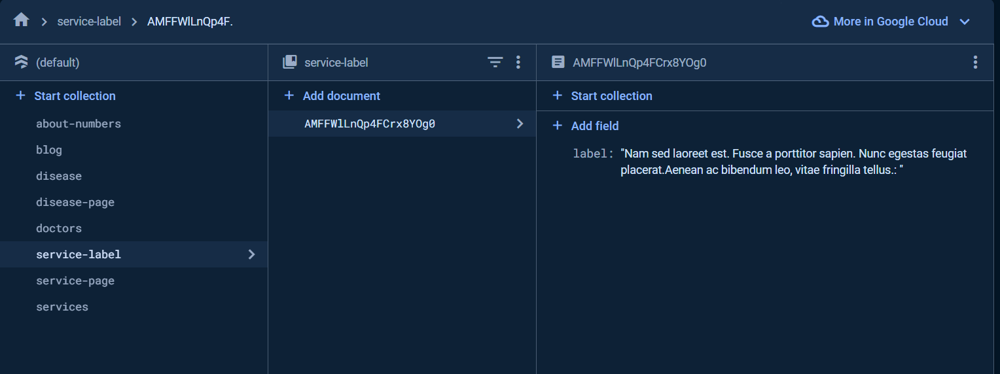 service-label
AMFFWlLnQp4F.
More in Google Cloud
(default)
service-label
AMFFWlLnQp4FCrx8YOg0
+ Start collection
+ Add document
+ Start collection
about-numbers
blog
disease
disease-page
doctors
service-label
service-page
services
AMFFWlLnQp4FCrx8YOg0
+ Add field
label: "Nam sed laoreet est. Fusce a porttitor sapien. Nunc egestas feugiat
placerat.Aenean ac bibendum leo, vitae fringilla tellus.: "